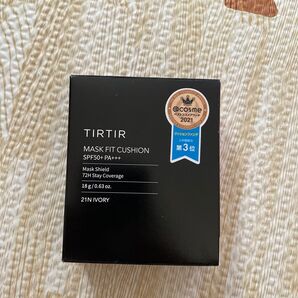 @cosme
2021
TIRTIR
MASK FIT CUSHION
SPF50+ PA+++
第3位
Mask Shield
72H Stay Coverage
18 g / 0.63 oz.
21N IVORY